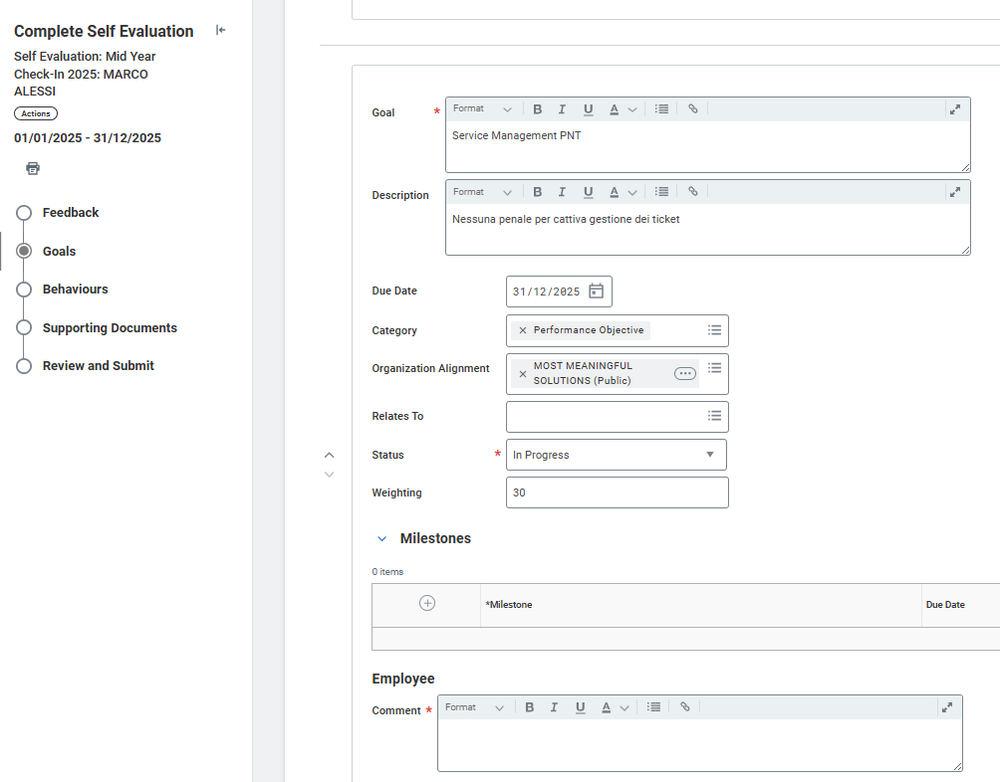 Complete Self Evaluation
Self Evaluation: Mid Year
Check-In 2025: MARCO
ALESSI
Actions
01/01/2025 - 31/12/2025
Feedback
Goals
Behaviours
Supporting Documents
Review and Submit
Goal *
Format B I U A
Service Management PNT
Description
Format B I U A
Nessuna penale per cattiva gestione dei ticket
Due Date
31/12/2025
Category
× Performance Objective
Organization Alignment
× MOST MEANINGFUL
SOLUTIONS (Public)
Relates To
Status *
In Progress
Weighting
30
Milestones
0 items
*Milestone
Due Date
Employee
Comment *
Format B I U A